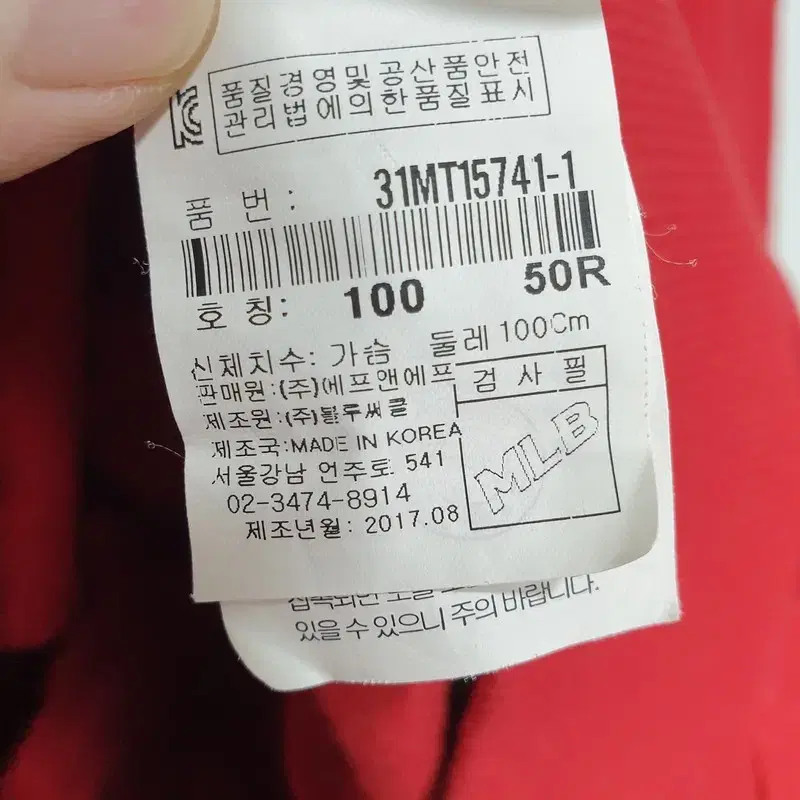 품질경영및공산품안전
관리법에의한품질표시
품 번 : 31MT15741-1
호 칭: 100 50R
신체치수: 가슴 둘레 100Cm
판매원:(주)에프앤에프
검 사 필
제조원:(주)블루써클
제조국:MADE IN KOREA
MLB
서울강남 언주로 541
02-3474-8914
제조년월: 2017.08
있을 수 있으니 주의 바랍니다.